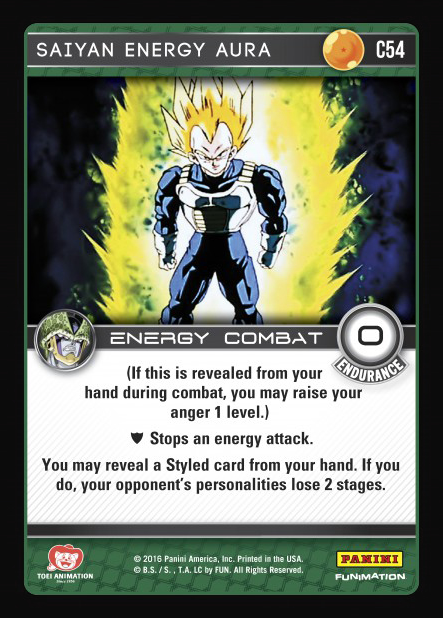 SAIYAN ENERGY AURA C54
ENERGY COMBAT 0
ENDURANCE
(If this is revealed from your
hand during combat, you may raise your
anger 1 level.)
Stops an energy attack.
You may reveal a Styled card from your hand. If you
do, your opponent's personalities lose 2 stages.
TOEI ANIMATION
© 2016 Panini America, Inc. Printed in the USA.
© B.S. / S. , T.A. LC by FUN. All Rights Reserved.
PANINI
FUNIMATION